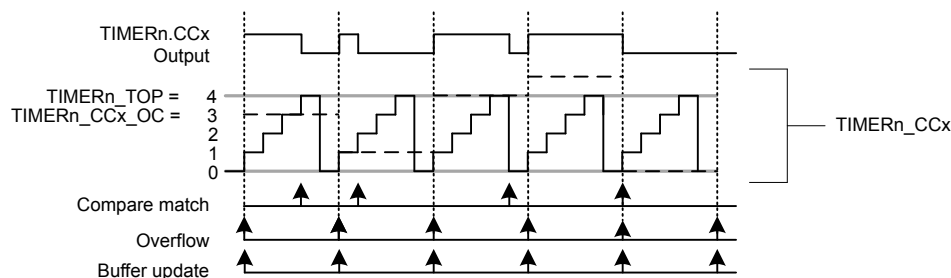 TIMERn.CCx
Output
TIMERn_TOP = 4
TIMERn_CCx_OC = 3
2
1
0
TIMERn_CCx
Compare match
Overflow
Buffer update